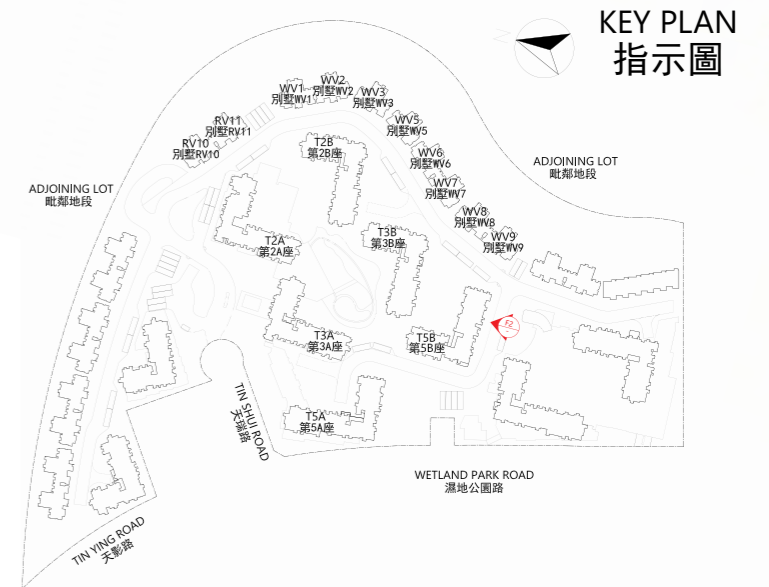 KEY PLAN
指示圖
N
WV1
別墅WV1
WV2
別墅WV2
WV3
別墅WV3
RV11
別墅RV11
WV5
別墅WV5
RV10
別墅RV10
T2B
第2B座
WV6
別墅WV6
ADJOINING LOT
毗鄰地段
WV7
別墅WV7
ADJOINING LOT
毗鄰地段
WV8
別墅WV8
T2A
第2A座
T3B
第3B座
WV9
別墅WV9
F2
T3A
第3A座
T5B
第5B座
TIN SHUI ROAD
天瑞路
T5A
第5A座
WETLAND PARK ROAD
濕地公園路
TIN YING ROAD
天影路